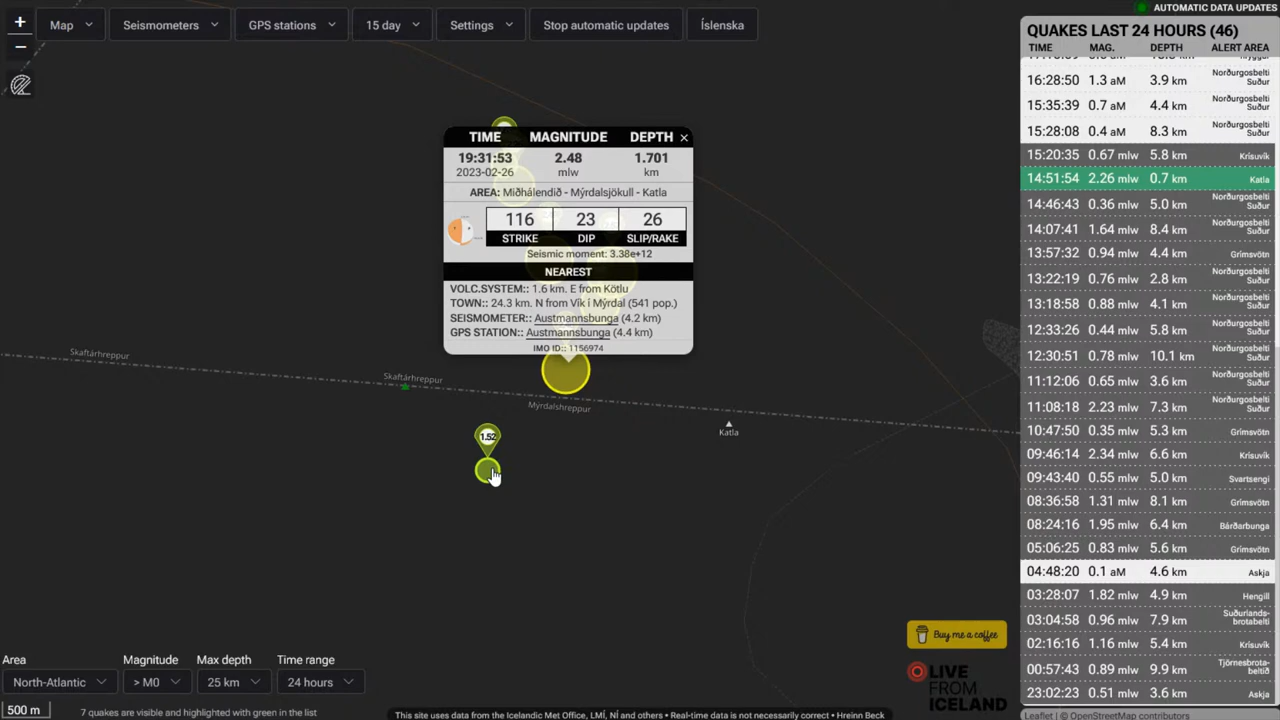 AUTOMATIC DATA UPDATES
+
−
Map
Seismometers
GPS stations
15 day
Settings
Stop automatic updates
Íslenska
QUAKES LAST 24 HOURS (46)
TIME MAG. DEPTH ALERT AREA
16:28:50 1.3 aM 3.9 km Norðurgosbelti Suður
15:35:39 0.7 aM 4.4 km Norðurgosbelti Suður
15:28:08 0.4 aM 8.3 km Norðurgosbelti Suður
15:20:35 0.67 mlw 5.8 km Krísuvík
14:51:54 2.26 mlw 0.7 km Katla
14:46:43 0.36 mlw 5.0 km Norðurgosbelti Suður
14:07:41 1.64 mlw 8.4 km Norðurgosbelti Suður
13:57:32 0.94 mlw 4.4 km Grímsvötn
13:22:19 0.76 mlw 2.8 km Norðurgosbelti Suður
13:18:58 0.88 mlw 4.1 km Norðurgosbelti Suður
12:33:26 0.44 mlw 5.8 km Norðurgosbelti Suður
12:30:51 0.78 mlw 10.1 km Norðurgosbelti Suður
11:12:06 0.65 mlw 3.6 km Norðurgosbelti Suður
11:08:18 2.23 mlw 7.3 km Norðurgosbelti Suður
10:47:50 0.35 mlw 5.3 km Grímsvötn
09:46:14 2.34 mlw 6.6 km Krísuvík
09:43:40 0.55 mlw 5.0 km Svartsengi
08:36:58 1.31 mlw 8.1 km Grímsvötn
08:24:16 1.95 mlw 6.4 km Bárðarbunga
05:06:25 0.83 mlw 5.6 km Grímsvötn
04:48:20 0.1 aM 4.6 km Askja
03:28:07 1.82 mlw 4.9 km Hengill
03:04:58 0.96 mlw 7.9 km Suðurlands-brotabelti
02:16:16 1.16 mlw 5.4 km Krísuvík
00:57:43 0.89 mlw 9.9 km Tjörnesbrota-beltið
23:02:23 0.51 mlw 3.6 km Askja
TIME MAGNITUDE DEPTH ×
19:31:53 2.48 1.701
2023-02-26 mlw km
AREA: Miðhálendið - Mýrdalsjökull - Katla
116 23 26
STRIKE DIP SLIP/RAKE
Seismic moment: 3.38e+12
NEAREST
VOLC.SYSTEM:: 1.6 km. E from Kötlu
TOWN:: 24.3 km. N from Vík í Mýrdal (541 pop.)
SEISMOMETER:: Austmannsbunga (4.2 km)
GPS STATION:: Austmannsbunga (4.4 km)
IMO ID:: 1156974
Skaftárhreppur
Skaftárhreppur
Mýrdalshreppur
Katla
1.52
Buy me a coffee
LIVE
FROM
ICELAND
Area Magnitude Max depth Time range
North-Atlantic > M0 25 km 24 hours
500 m
7 quakes are visible and highlighted with green in the list
This site uses data from the Icelandic Met Office, LMÍ, NÍ and others • Real-time data is not necessarily correct • Hreinn Beck
Leaflet | © OpenStreetMap contributors